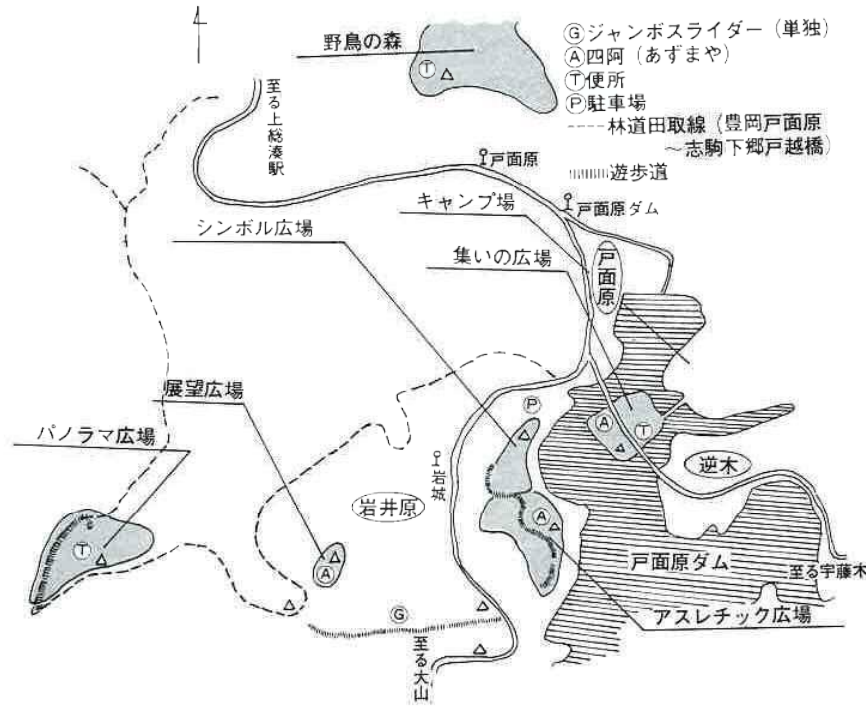 野鳥の森
Ⓣ
至る上総湊駅
Ⓖジャンボスライダー（単独）
Ⓐ四阿（あずまや）
Ⓣ便所
Ⓟ駐車場
----林道田取線（豊岡戸面原
～志駒下郷戸越橋）
遊歩道
戸面原
戸面原ダム
キャンプ場
シンボル広場
集いの広場
戸面原
展望広場
パノラマ広場
Ⓟ
Ⓐ
Ⓣ
岩城
逆木
岩井原
Ⓣ
Ⓐ
Ⓐ
戸面原ダム
至る宇藤木
Ⓖ
アスレチック広場
至る大山